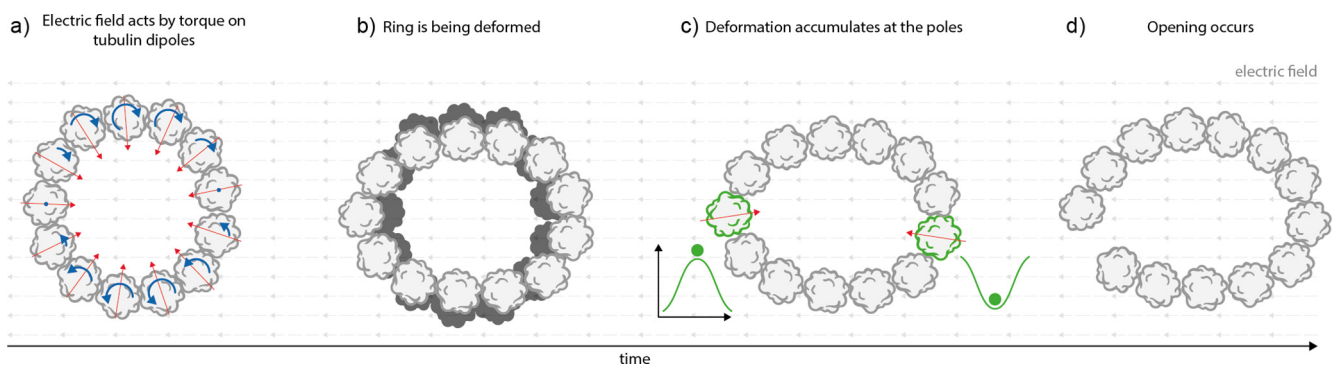 a) Electric field acts by torque on
tubulin dipoles
b) Ring is being deformed
c) Deformation accumulates at the poles
d) Opening occurs
electric field
time